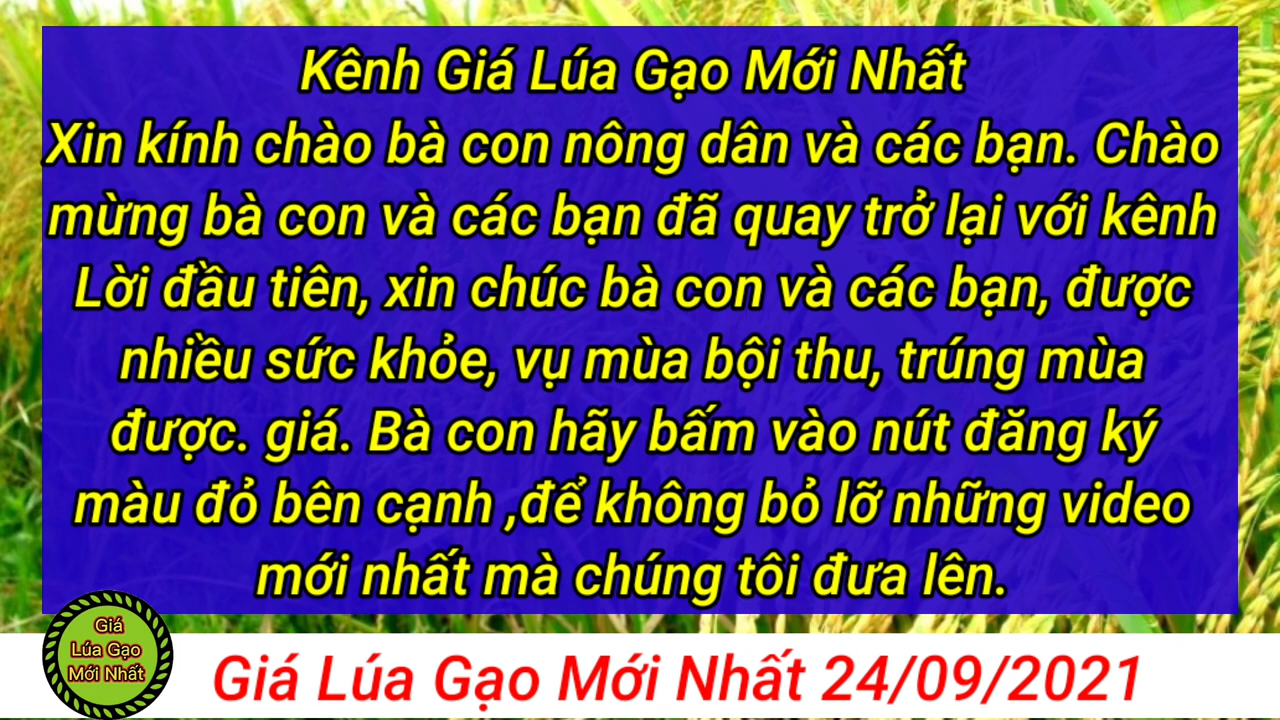 Kênh Giá Lúa Gạo Mới Nhất
Xin kính chào bà con nông dân và các bạn. Chào
mừng bà con và các bạn đã quay trở lại với kênh
Lời đầu tiên, xin chúc bà con và các bạn, được
nhiều sức khỏe, vụ mùa bội thu, trúng mùa
được. giá. Bà con hãy bấm vào nút đăng ký
màu đỏ bên cạnh ,để không bỏ lỡ những video
mới nhất mà chúng tôi đưa lên.
Giá
Lúa Gạo
Mới Nhất
Giá Lúa Gạo Mới Nhất 24/09/2021